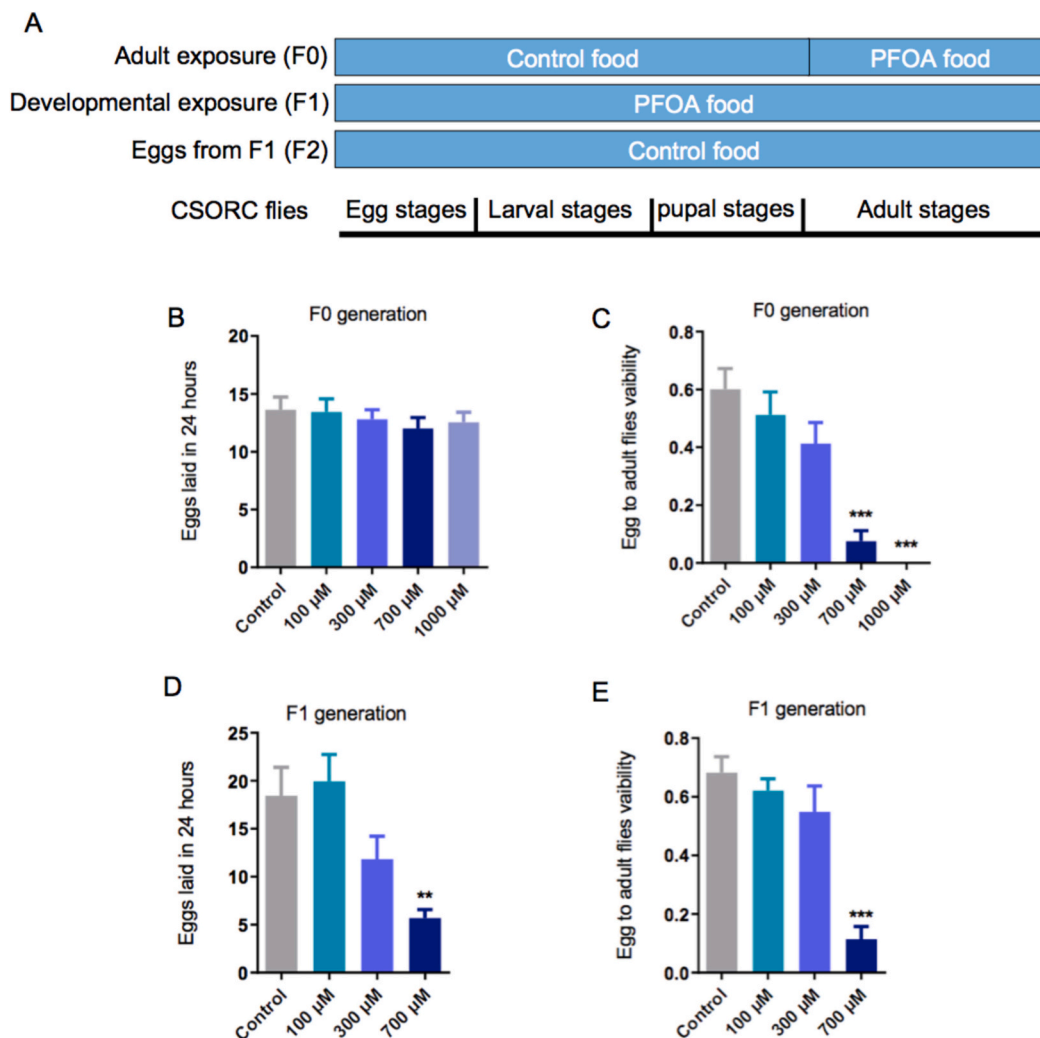 A
Adult exposure (F0)
Control food
PFOA food
Developmental exposure (F1)
PFOA food
Eggs from F1 (F2)
Control food
CSORC flies
Egg stages
Larval stages
pupal stages
Adult stages
B
F0 generation
Eggs laid in 24 hours
20
15
10
5
0
Control
100 μM
300 μM
700 μM
1000 μM
C
F0 generation
Egg to adult flies vaibility
0.8
0.6
0.4
0.2
0.0
***
***
Control
100 μM
300 μM
700 μM
1000 μM
D
F1 generation
Eggs laid in 24 hours
25
20
15
10
5
0
**
Control
100 μM
300 μM
700 μM
E
F1 generation
Egg to adult flies vaibility
0.8
0.6
0.4
0.2
0.0
***
Control
100 μM
300 μM
700 μM